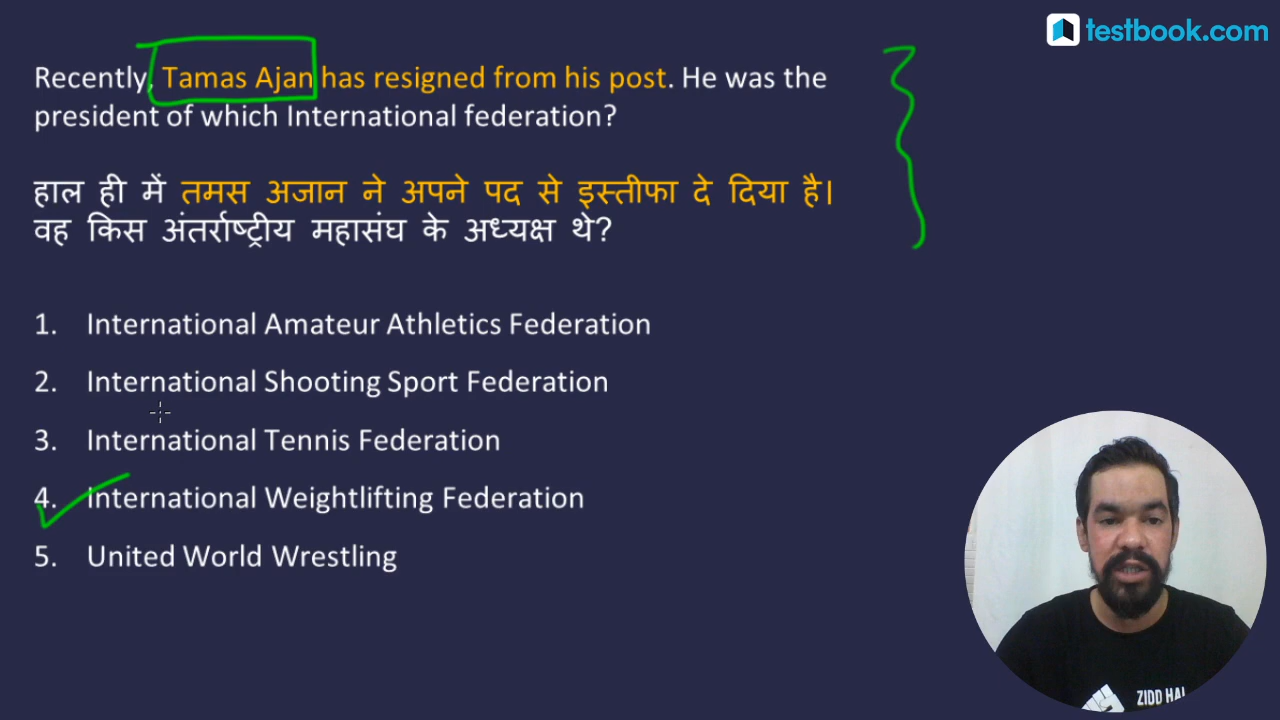 testbook.com
Recently, Tamas Ajan has resigned from his post. He was the
president of which International federation?
हाल ही में तमस अजान ने अपने पद से इस्तीफा दे दिया है।
वह किस अंतर्राष्ट्रीय महासंघ के अध्यक्ष थे?
1. International Amateur Athletics Federation
2. International Shooting Sport Federation
3. International Tennis Federation
4. International Weightlifting Federation
5. United World Wrestling
ZIDD HAI